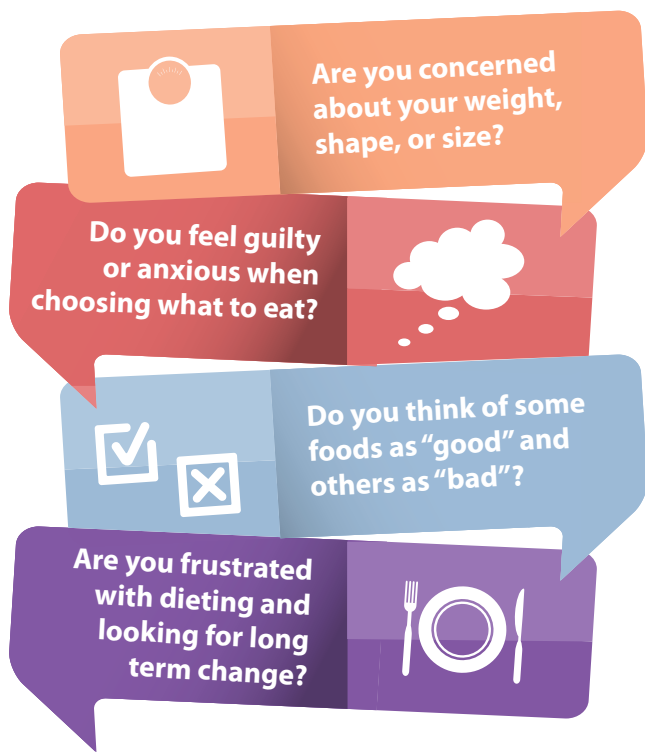 Are you concerned
about your weight,
shape, or size?
Do you feel guilty
or anxious when
choosing what to eat?
Do you think of some
foods as “good” and
others as “bad”?
Are you frustrated
with dieting and
looking for long
term change?